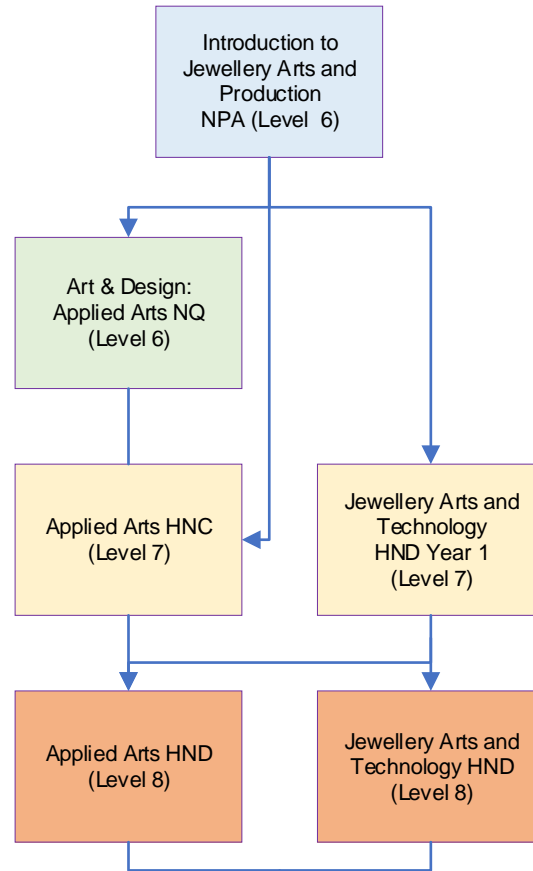 Introduction to
Jewellery Arts and
Production
NPA (Level 6)
Art & Design:
Applied Arts NQ
(Level 6)
Applied Arts HNC
(Level 7)
Jewellery Arts and
Technology
HND Year 1
(Level 7)
Applied Arts HND
(Level 8)
Jewellery Arts and
Technology HND
(Level 8)